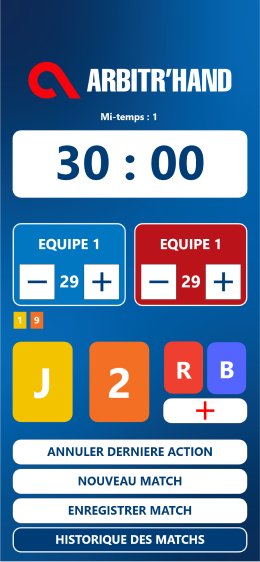 ARBITR'HAND
Mi-temps : 1
30 : 00
EQUIPE 1 EQUIPE 1
— 29 + — 29 +
1 9
J 2 R B
+
ANNULER DERNIERE ACTION
NOUVEAU MATCH
ENREGISTRER MATCH
HISTORIQUE DES MATCHS